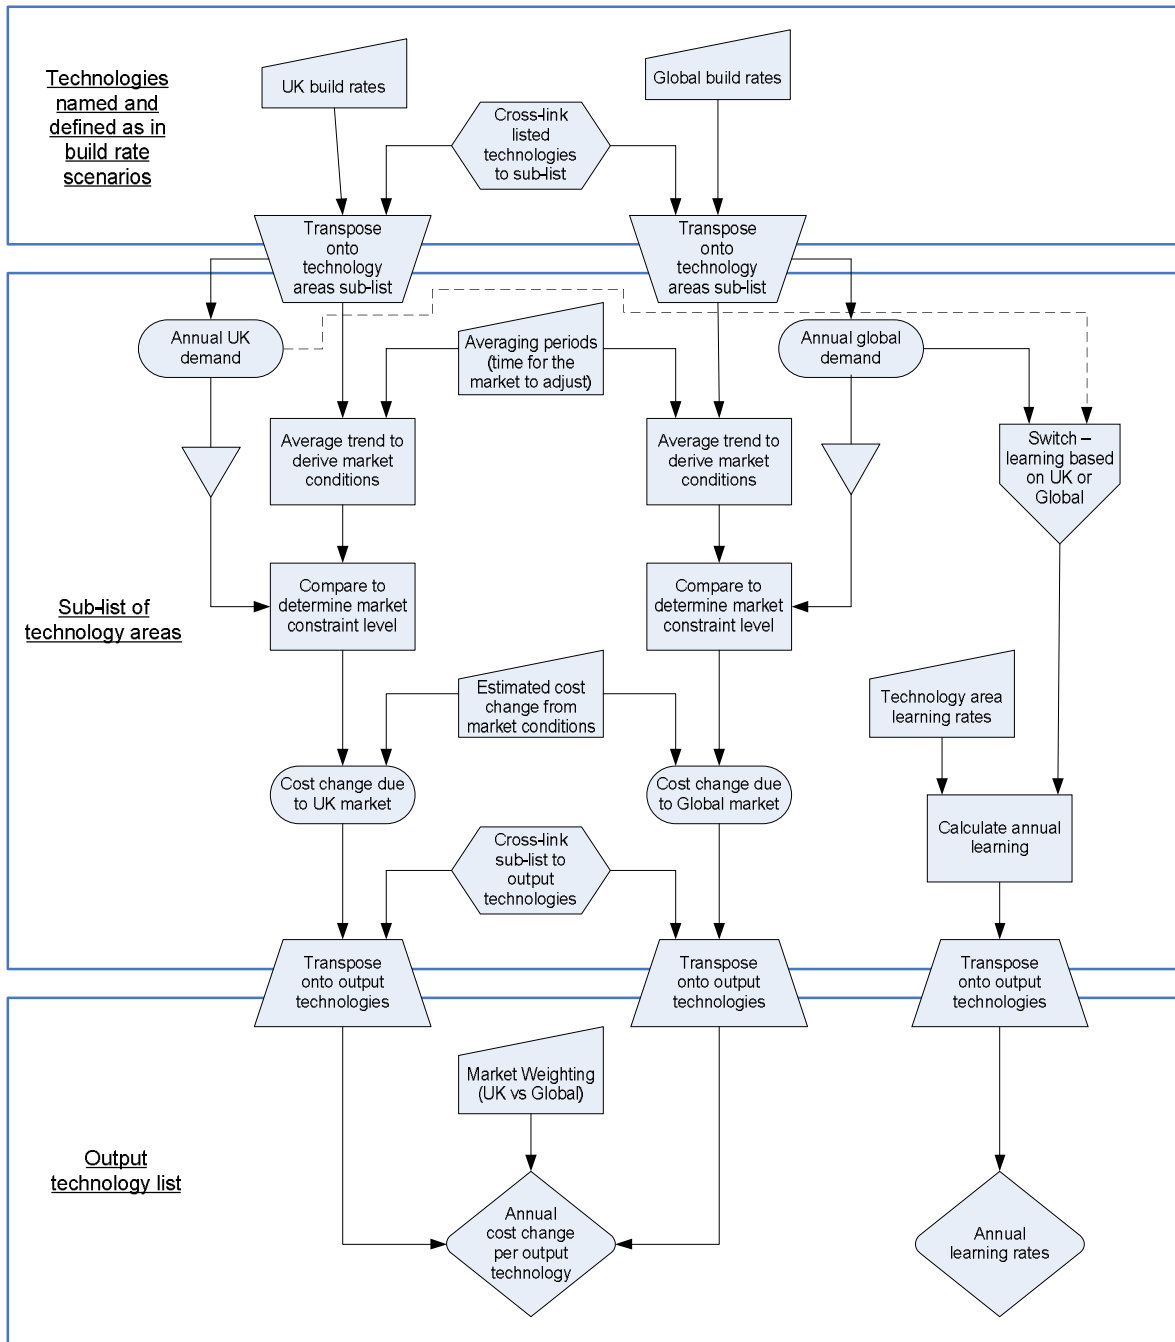 Technologies
named and
defined as in
build rate
scenarios
UK build rates
Global build rates
Cross-link
listed
technologies
to sub-list
Transpose
onto
technology
areas sub-list
Transpose
onto
technology
areas sub-list
Annual UK
demand
Averaging periods
(time for the
market to adjust)
Annual global
demand
Average trend to
derive market
conditions
Average trend to
derive market
conditions
Switch –
learning based
on UK or
Global
Sub-list of
technology areas
Compare to
determine market
constraint level
Compare to
determine market
constraint level
Estimated cost
change from
market conditions
Technology area
learning rates
Cost change due
to UK market
Cost change due
to Global market
Calculate annual
learning
Cross-link
sub-list to
output
technologies
Transpose
onto output
technologies
Transpose
onto output
technologies
Transpose
onto output
technologies
Market Weighting
(UK vs Global)
Output
technology list
Annual
cost change
per output
technology
Annual
learning rates